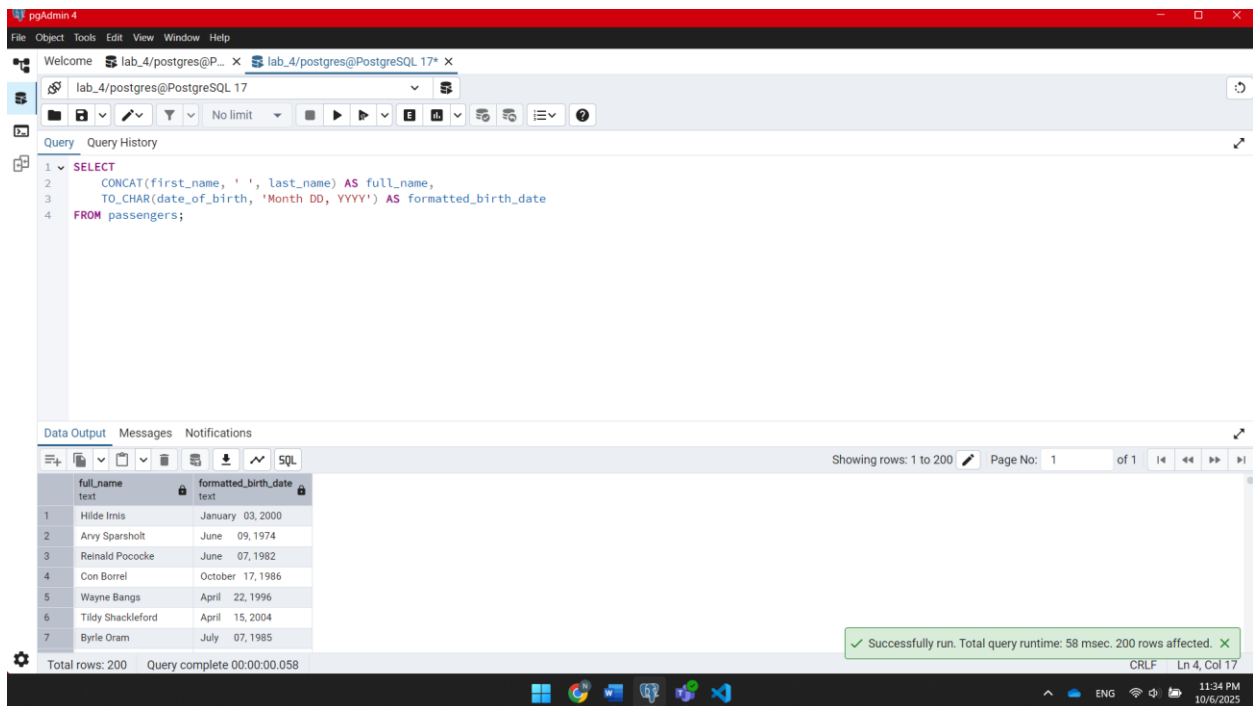 pgAdmin 4
File Object Tools Edit View Window Help
Welcome lab_4/postgres@P... lab_4/postgres@PostgreSQL 17*
lab_4/postgres@PostgreSQL 17
No limit
Query Query History
1 SELECT
2 CONCAT(first_name, ' ', last_name) AS full_name,
3 TO_CHAR(date_of_birth, 'Month DD, YYYY') AS formatted_birth_date
4 FROM passengers;
Data Output Messages Notifications
SQL Showing rows: 1 to 200 Page No: 1 of 1
full_name formatted_birth_date
text text
1 Hilde Irnis January 03, 2000
2 Arvy Sparsholt June 09, 1974
3 Reinald Pococke June 07, 1982
4 Con Borrel October 17, 1986
5 Wayne Bangs April 22, 1996
6 Tildy Shackleford April 15, 2004
7 Byrle Oram July 07, 1985
Successfully run. Total query runtime: 58 msec. 200 rows affected.
Total rows: 200 Query complete 00:00:00.058 CRLF Ln 4, Col 17
ENG 11:34 PM
10/6/2025